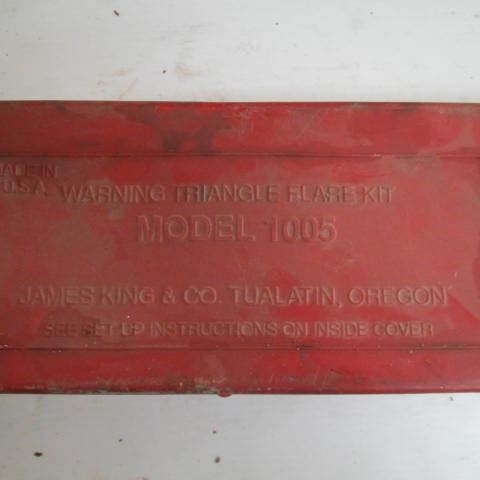 MADE IN
U.S.A.
WARNING TRIANGLE FLARE KIT
MODEL 1005
JAMES KING & CO. TUALATIN, OREGON
SEE SET UP INSTRUCTIONS ON INSIDE COVER